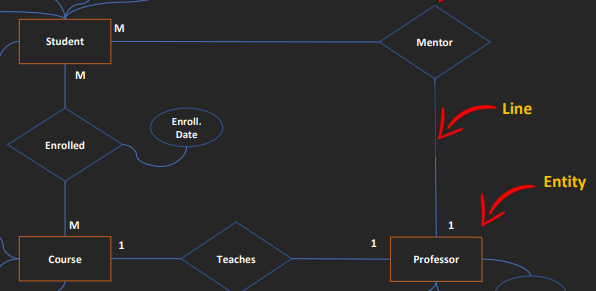 Student
M
Mentor
M
Line
Enroll.
Date
Enrolled
Entity
M
1
1
1
Course
Teaches
Professor